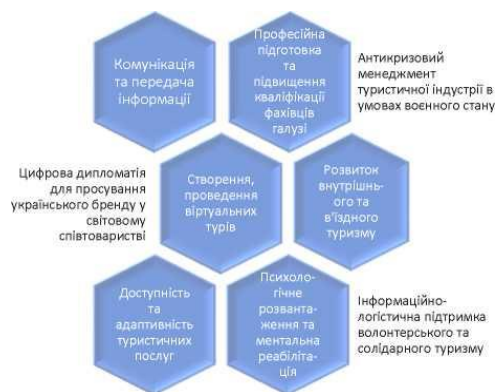 Комунікація
та передача
інформації
Професійна
підготовка
та
підвищення
кваліфікації
фахівців
галузі
Антикризовий
менеджмент
туристичної індустрії в
умовах воєнного стану
Цифрова дипломатія
для просування
українського бренду у
світовому
співтоваристві
Створення,
проведення
віртуальних
турів
Розвиток
внутрішнь-
ого та
в'їзного
туризму
Доступність
та
адаптивність
туристичних
послуг
Психоло-
гічне
розванта-
ження та
ментальна
реабіліта-
ція
Інформаційно-
логістична підтримка
волонтерського та
солідарного туризму